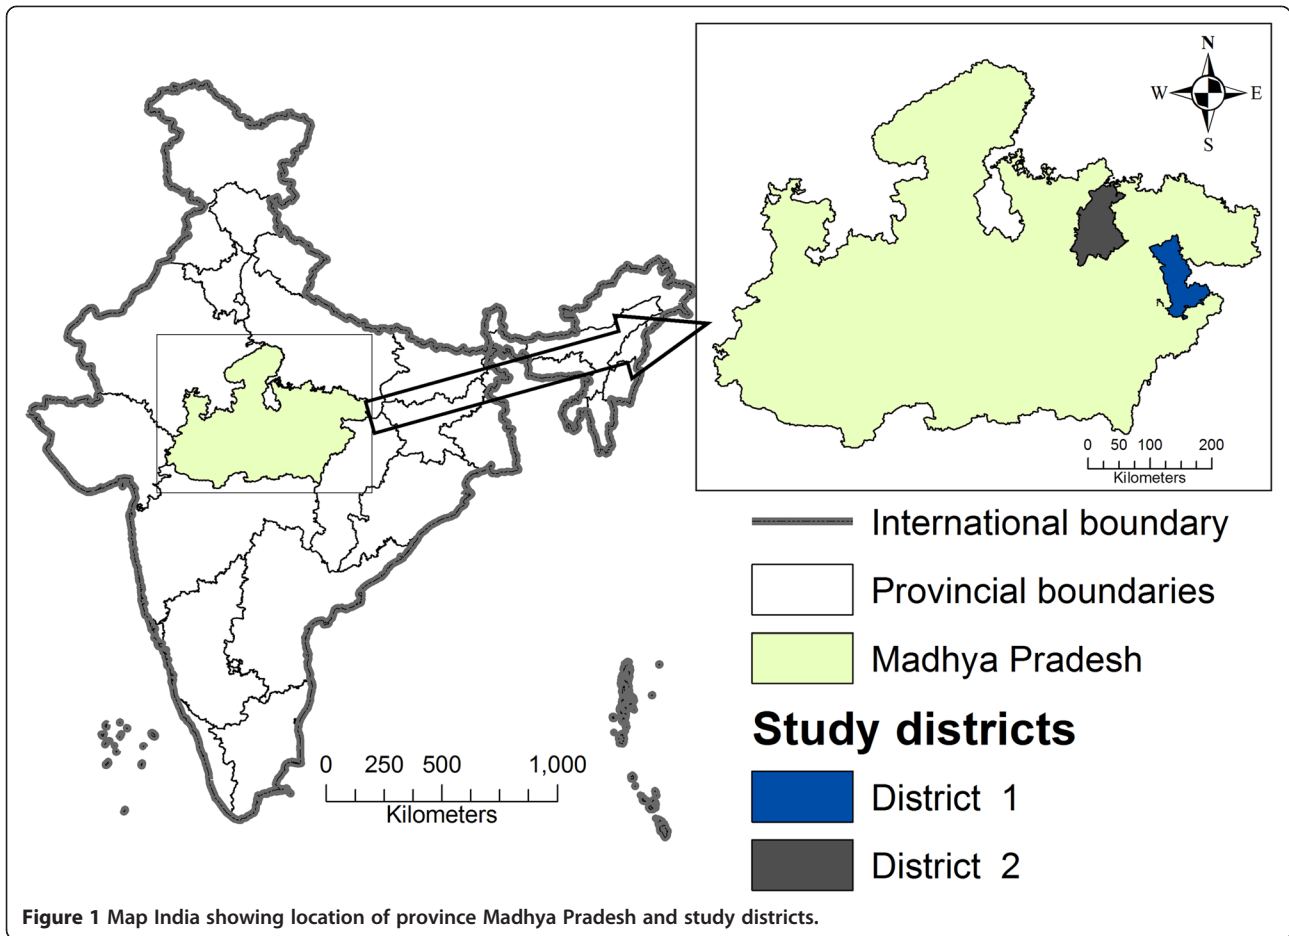 N
W E
S
0 50 100 200
Kilometers
International boundary
Provincial boundaries
Madhya Pradesh
Study districts
District 1
District 2
0 250 500 1,000
Kilometers
Figure 1 Map India showing location of province Madhya Pradesh and study districts.